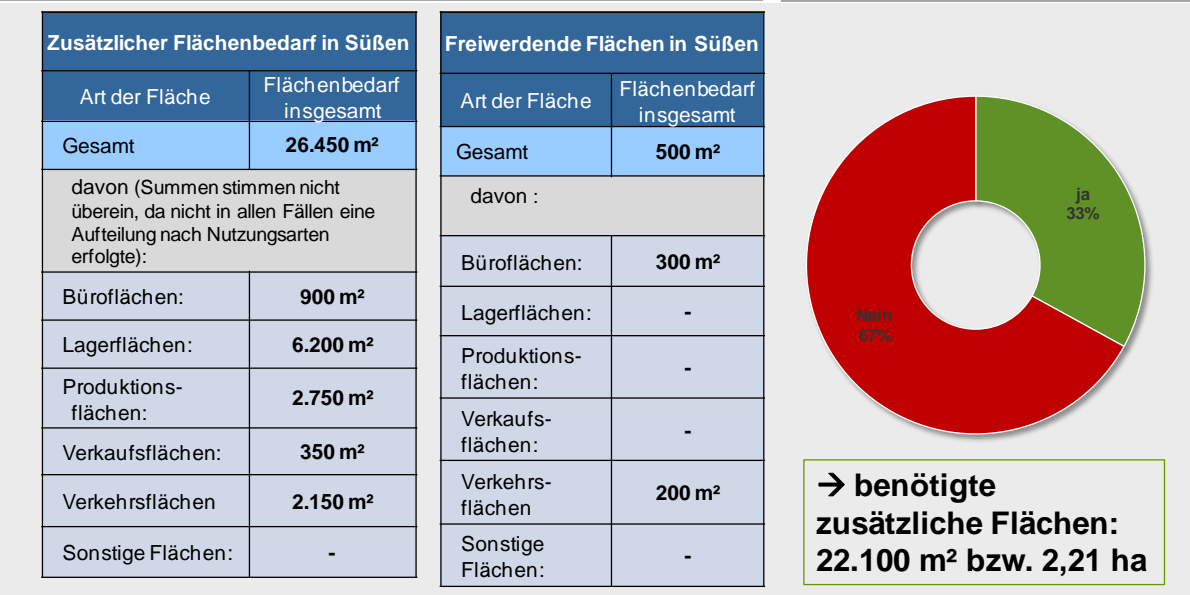 Zusätzlicher Flächenbedarf in Süßen
Art der Fläche
Flächenbedarf
insgesamt
Gesamt
26.450 m²
davon (Summen stimmen nicht
überein, da nicht in allen Fällen eine
Aufteilung nach Nutzungsarten
erfolgte):
Büroflächen:
900 m²
Lagerflächen:
6.200 m²
Produktions-
flächen:
2.750 m²
Verkaufsflächen:
350 m²
Verkehrsflächen
2.150 m²
Sonstige Flächen:
-
Freiwerdende Flächen in Süßen
Art der Fläche
Flächenbedarf
insgesamt
Gesamt
500 m²
davon :
Büroflächen:
300 m²
Lagerflächen:
-
Produktions-
flächen:
-
Verkaufs-
flächen:
-
Verkehrs-
flächen
200 m²
Sonstige
Flächen:
-
ja
33%
Nein
67%
→ benötigte
zusätzliche Flächen:
22.100 m² bzw. 2,21 ha